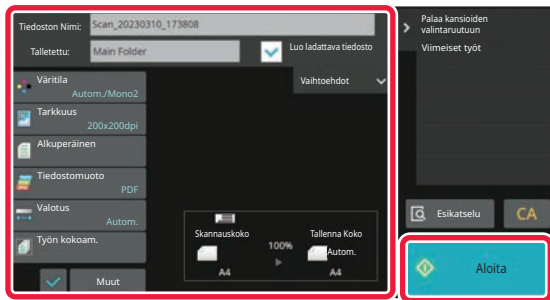 Tiedoston Nimi: Scan_20230310_173808
Talletettu: Main Folder
Luo ladattava tiedosto
Väritila
Autom./Mono2
Vaihtoehdot
Tarkkuus
200x200dpi
Alkuperäinen
Tiedostomuoto
PDF
Valotus
Autom.
Työn kokoam.
Muut
Skannauskoko
A4
100%
Tallenna Koko
Autom.
A4
Palaa kansioiden
valintaruutuun
Viimeiset työt
Esikatselu
CA
Aloita